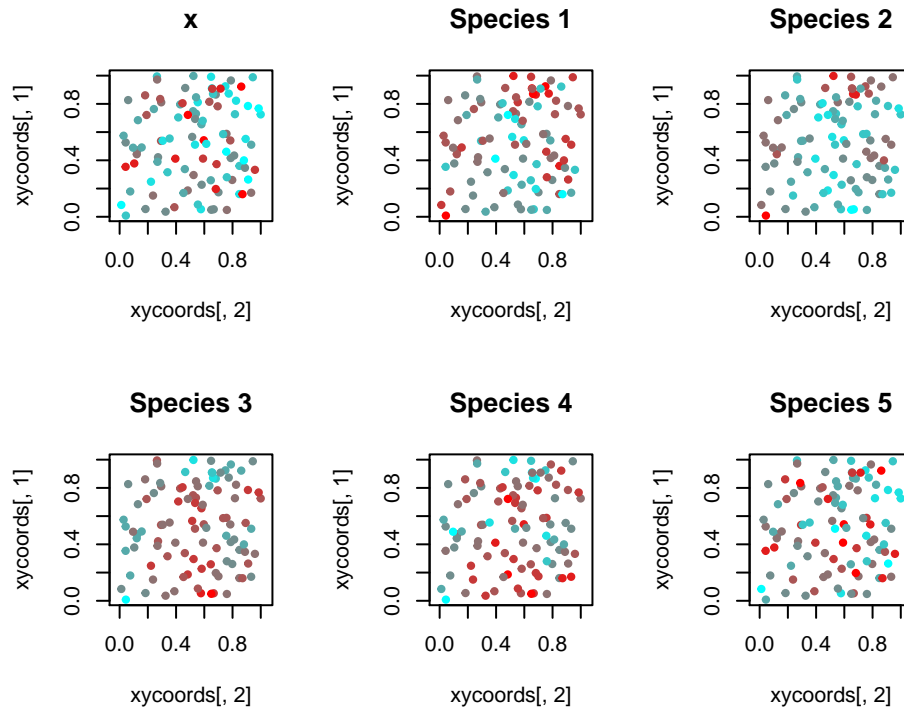 x
xycoords[, 1]
0.0 0.4 0.8
0.0 0.4 0.8
xycoords[, 2]
Species 1
xycoords[, 1]
0.0 0.4 0.8
0.0 0.4 0.8
xycoords[, 2]
Species 2
xycoords[, 1]
0.0 0.4 0.8
0.0 0.4 0.8
xycoords[, 2]
Species 3
xycoords[, 1]
0.0 0.4 0.8
0.0 0.4 0.8
xycoords[, 2]
Species 4
xycoords[, 1]
0.0 0.4 0.8
0.0 0.4 0.8
xycoords[, 2]
Species 5
xycoords[, 1]
0.0 0.4 0.8
0.0 0.4 0.8
xycoords[, 2]